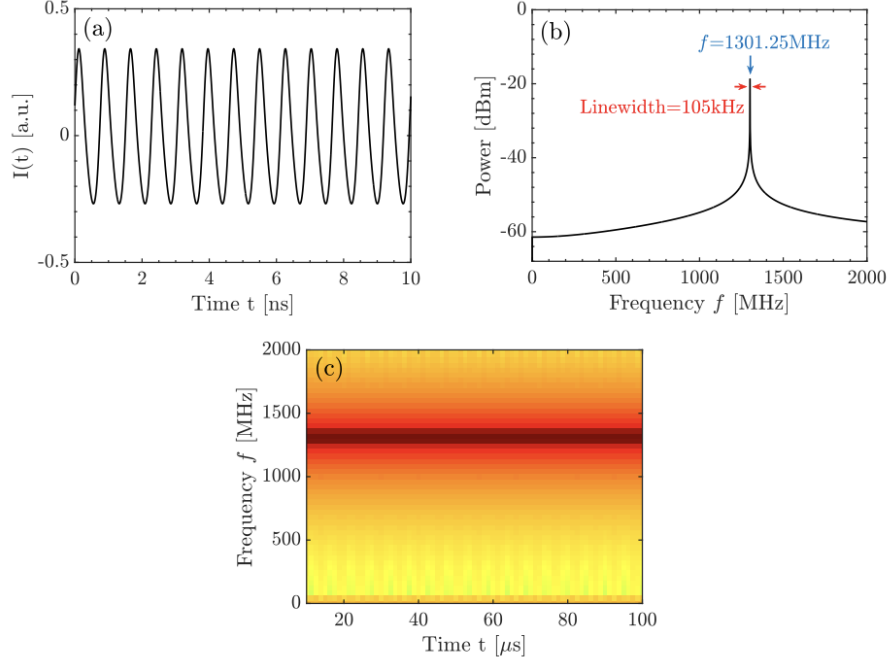 (a)
0.5
0
-0.5
I(t) [a.u.]
0 2 4 6 8 10
Time t [ns]
(b)
f=1301.25MHz
Linewidth=105kHz
0
-20
-40
-60
Power [dBm]
0 500 1000 1500 2000
Frequency f [MHz]
(c)
2000
1500
1000
500
0
Frequency f [MHz]
20 40 60 80 100
Time t [μs]